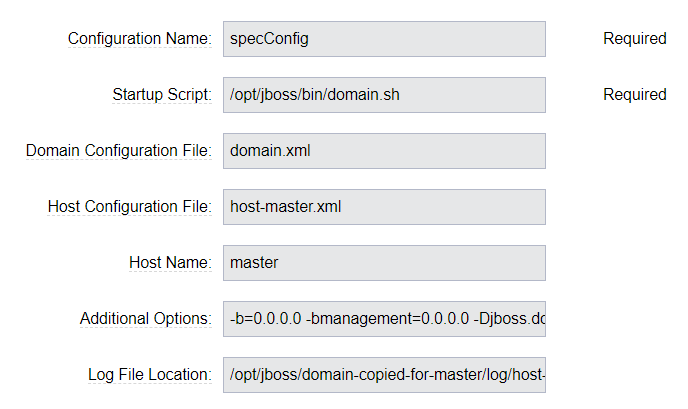 Configuration Name: specConfig Required
Startup Script: /opt/jboss/bin/domain.sh Required
Domain Configuration File: domain.xml
Host Configuration File: host-master.xml
Host Name: master
Additional Options: -b=0.0.0.0 -bmanagement=0.0.0.0 -Djboss.do
Log File Location: /opt/jboss/domain-copied-for-master/log/host-